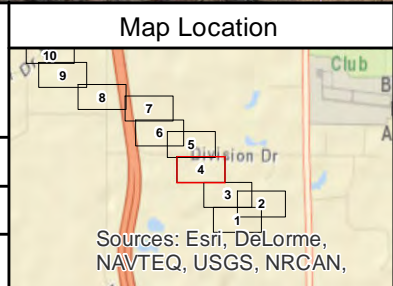 Map Location
Dr
10
9
8
7
6
5
Division Dr
4
3
2
1
Club
B
A
Sources: Esri, DeLorme,
NAVTEQ, USGS, NRCAN,